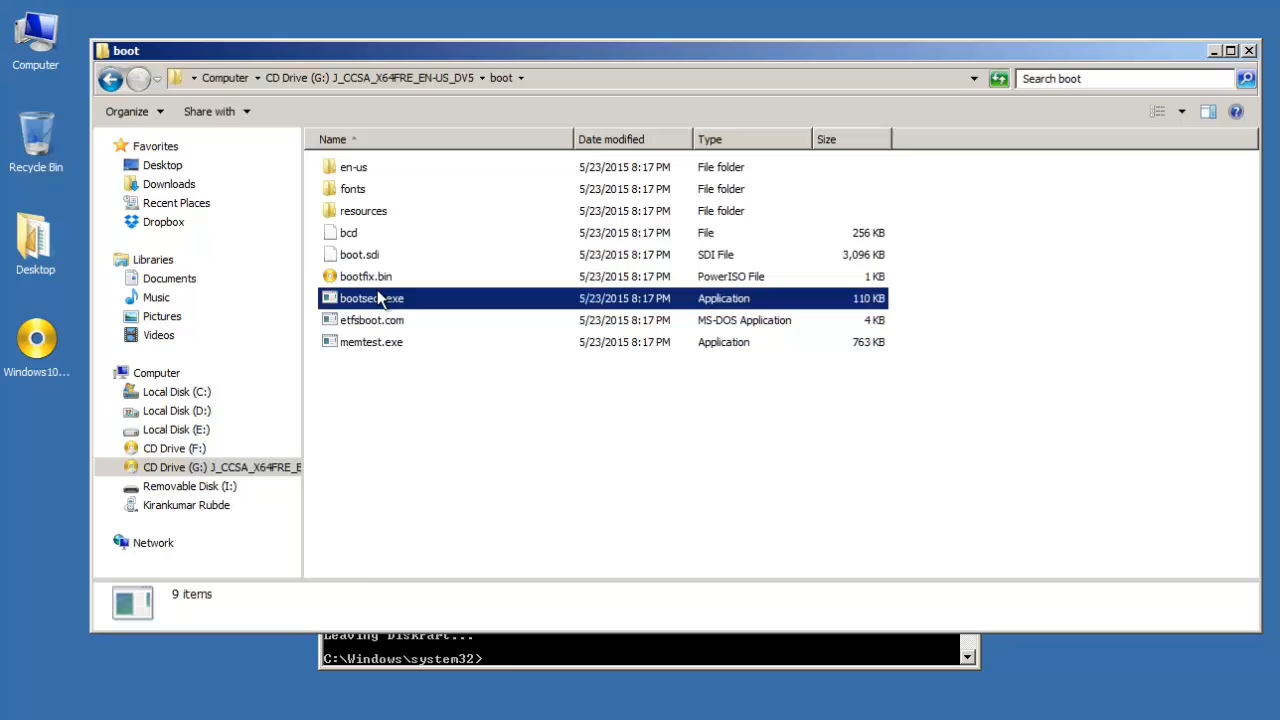 Computer
Recycle Bin
Desktop
Windows10...
boot
Computer CD Drive (G:) J_CCSA_X64FRE_EN-US_DV5 boot
Search boot
Organize Share with
Favorites
Desktop
Downloads
Recent Places
Dropbox
Libraries
Documents
Music
Pictures
Videos
Computer
Local Disk (C:)
Local Disk (D:)
Local Disk (E:)
CD Drive (F:)
CD Drive (G:) J_CCSA_X64FRE_E
Removable Disk (I:)
Kirankumar Rubde
Network
Name Date modified Type Size
en-us 5/23/2015 8:17 PM File folder
fonts 5/23/2015 8:17 PM File folder
resources 5/23/2015 8:17 PM File folder
bcd 5/23/2015 8:17 PM File 256 KB
boot.sdi 5/23/2015 8:17 PM SDI File 3,096 KB
bootfix.bin 5/23/2015 8:17 PM PowerISO File 1 KB
5/23/2015 8:17 PM Application 110 KB
etfsboot.com 5/23/2015 8:17 PM MS-DOS Application 4 KB
memtest.exe 5/23/2015 8:17 PM Application 763 KB
9 items
Leaving DiskPart...
C:\Windows\system32>